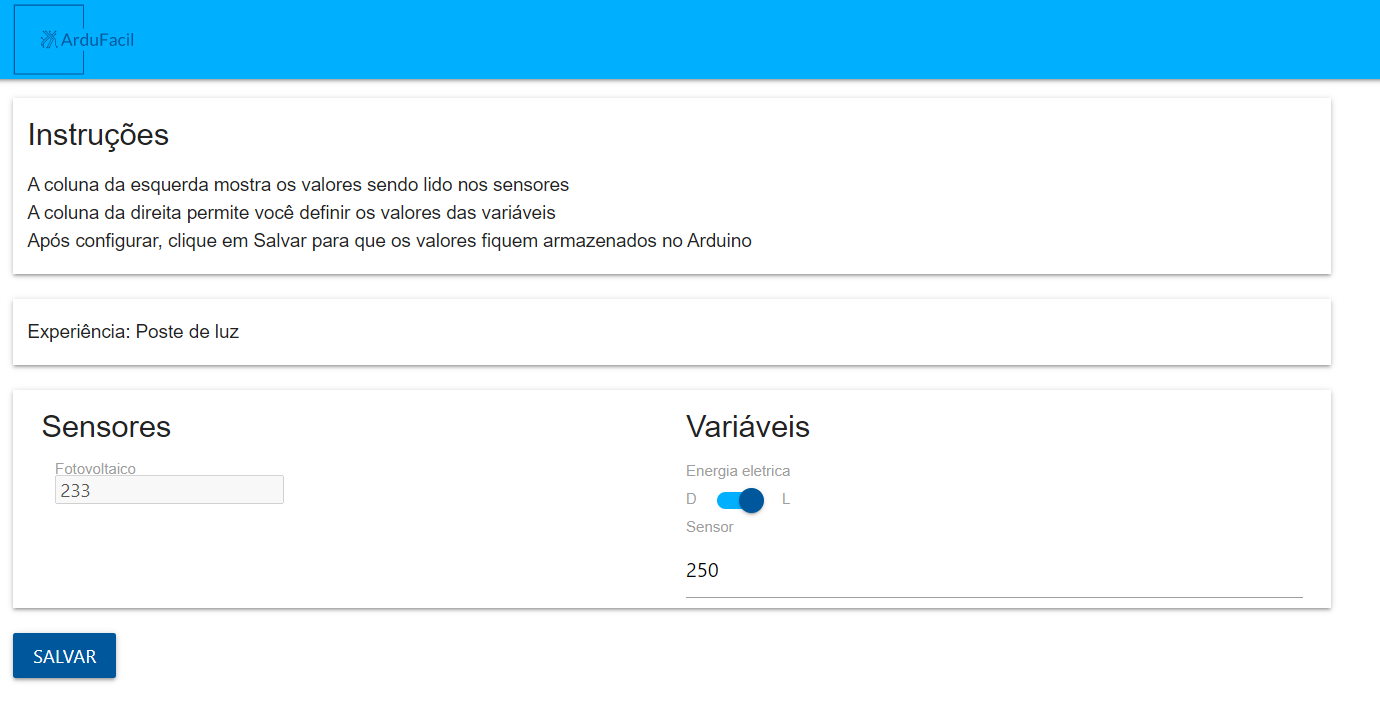 ArduFacil
Instruções
A coluna da esquerda mostra os valores sendo lido nos sensores
A coluna da direita permite você definir os valores das variáveis
Após configurar, clique em Salvar para que os valores fiquem armazenados no Arduino
Experiência: Poste de luz
Sensores
Fotovoltaico
233
Variáveis
Energia eletrica
D L
Sensor
250
SALVAR